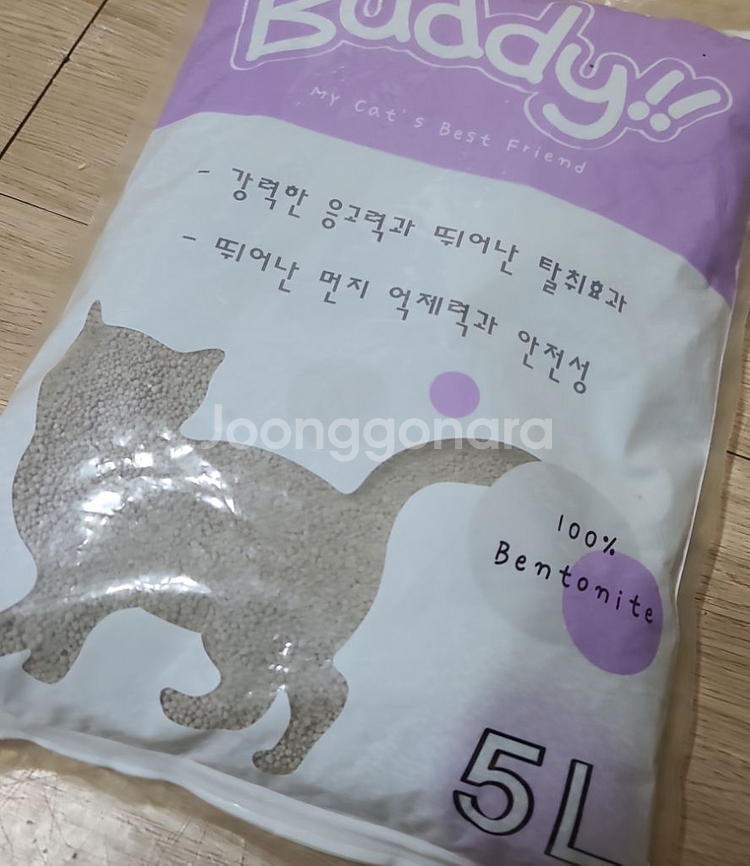 Buddy!!
My Cat's Best Friend
- 강력한 응고력과 뛰어난 탈취효과
- 뛰어난 먼지 억제력과 안전성
Joonggonara
100%
Bentonite
5L